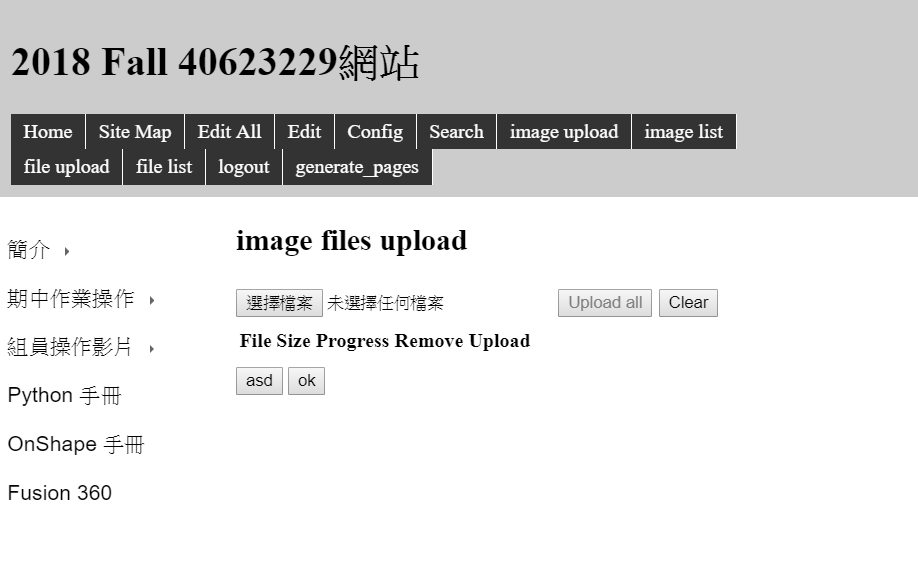 2018 Fall 40623229網站
Home Site Map Edit All Edit Config Search image upload image list
file upload file list logout generate_pages
簡介
期中作業操作
組員操作影片
Python 手冊
OnShape 手冊
Fusion 360
image files upload
選擇檔案 未選擇任何檔案 Upload all Clear
File Size Progress Remove Upload
asd ok